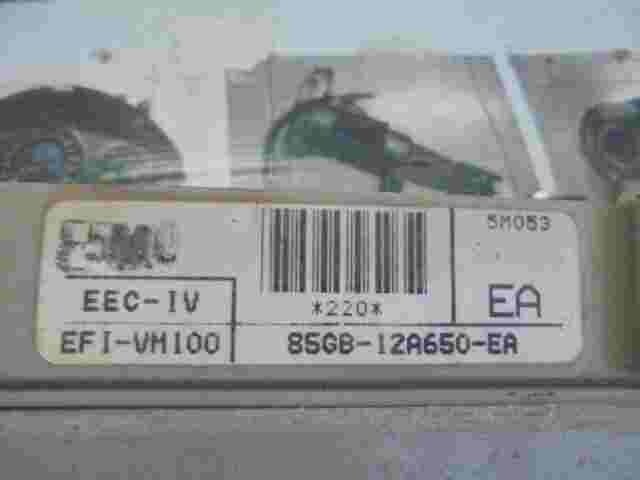 5M053
*220*
EA
EEC-IV
EFI-VM100
85GB-12A650-EA